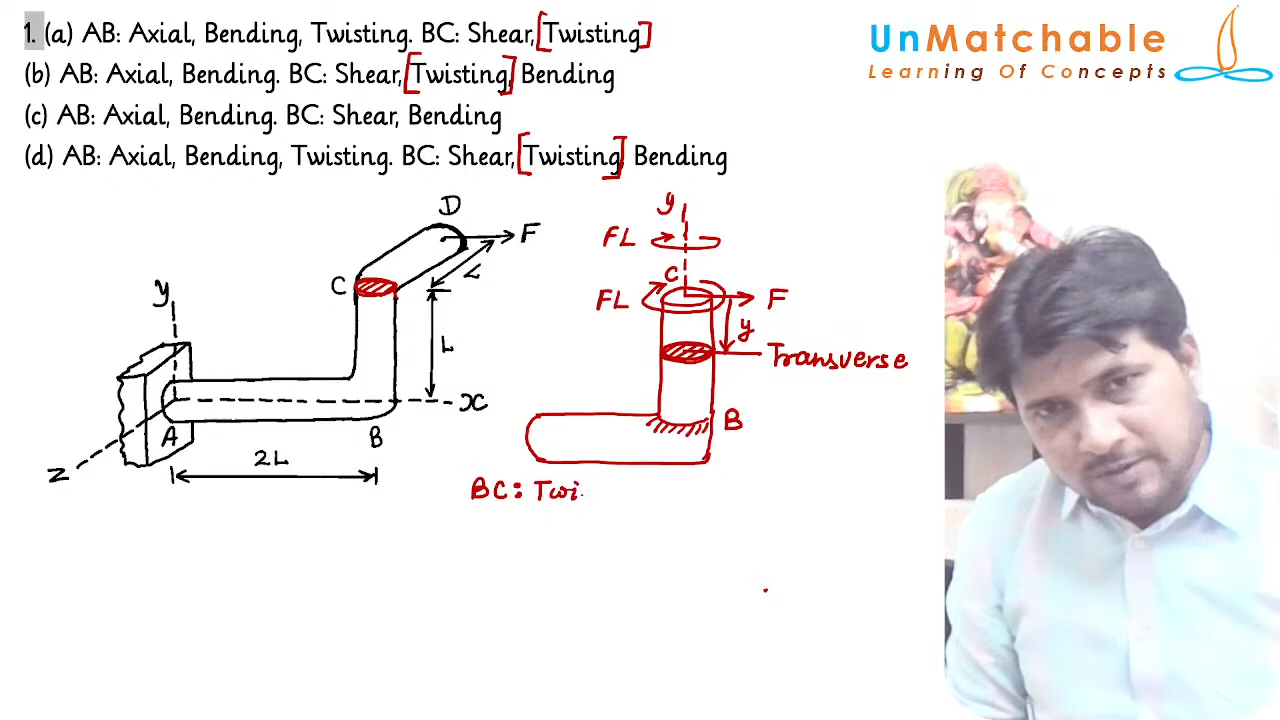 1. (a) AB: Axial, Bending, Twisting. BC: Shear, [Twisting]
(b) AB: Axial, Bending. BC: Shear, [Twisting,] Bending
(c) AB: Axial, Bending. BC: Shear, Bending
(d) AB: Axial, Bending, Twisting. BC: Shear, [Twisting,] Bending
UnMatchable
Learning Of Concepts
D
F
L
C
y
L
x
A
B
z
2L
y
FL
C
FL
F
y
Transverse
B
BC: Twi